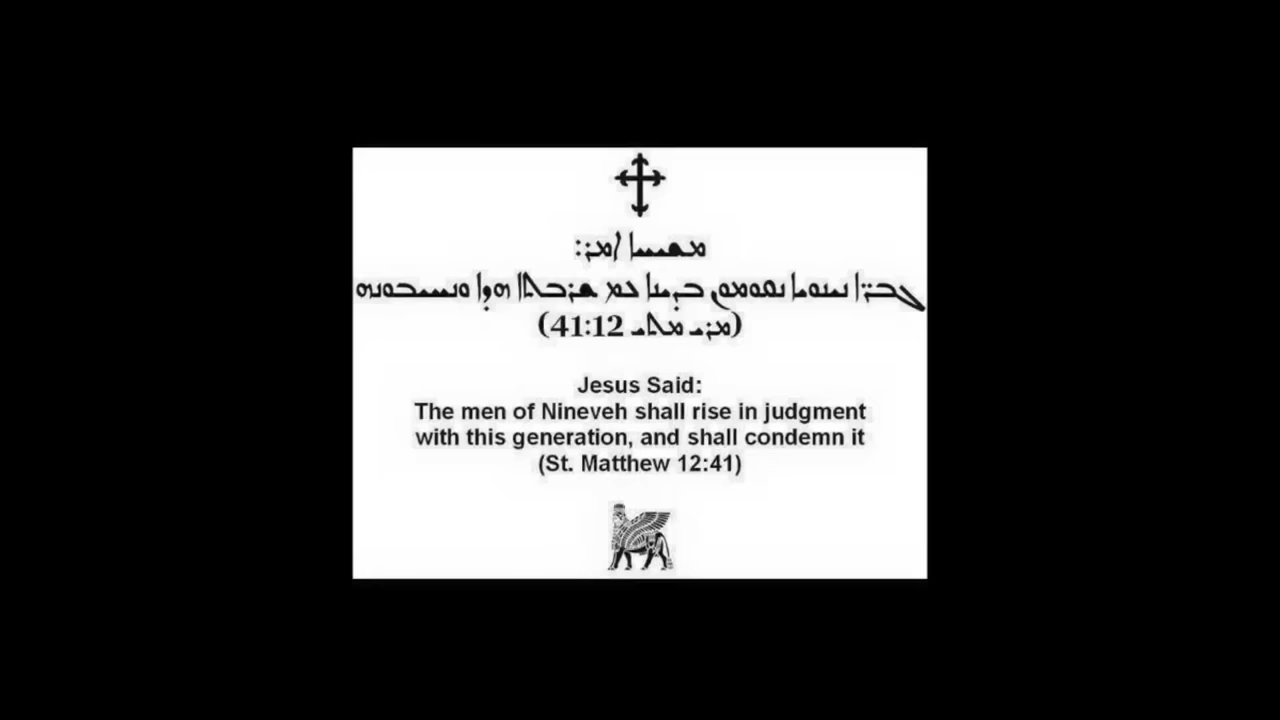 ܡܫܝܚܐ ܐܡܪ:
ܓܒܪ̈ܐ ܢܝܢܘܝܐ ܢܩܘܡܘܢ ܒܕܝܢܐ ܥܡ ܫܪܒܬܐ ܗܕܐ ܘܢܚܝܒܘܢܗ
(ܡܪܝ ܡܬܝ 41:12)
Jesus Said:
The men of Nineveh shall rise in judgment
with this generation, and shall condemn it
(St. Matthew 12:41)